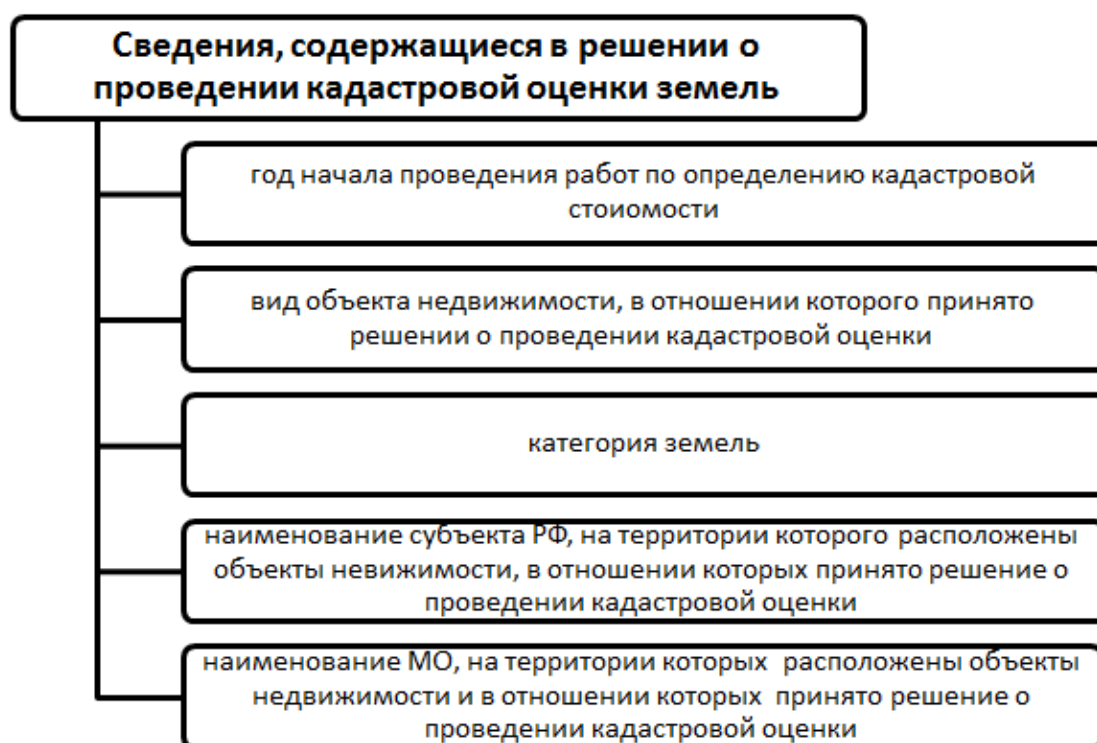 Сведения, содержащиеся в решении о
проведении кадастровой оценки земель
год начала проведения работ по определению кадастровой
стоиомости
вид объекта недвижимости, в отношении которого принято
решении о проведении кадастровой оценки
категория земель
наименование субъекта РФ, на территории которого расположены
объекты невижимости, в отношении которых принято решение о
проведении кадастровой оценки
наименование МО, на территории которых расположены объекты
недвижимости и в отношении которых принято решение о
проведении кадастровой оценки